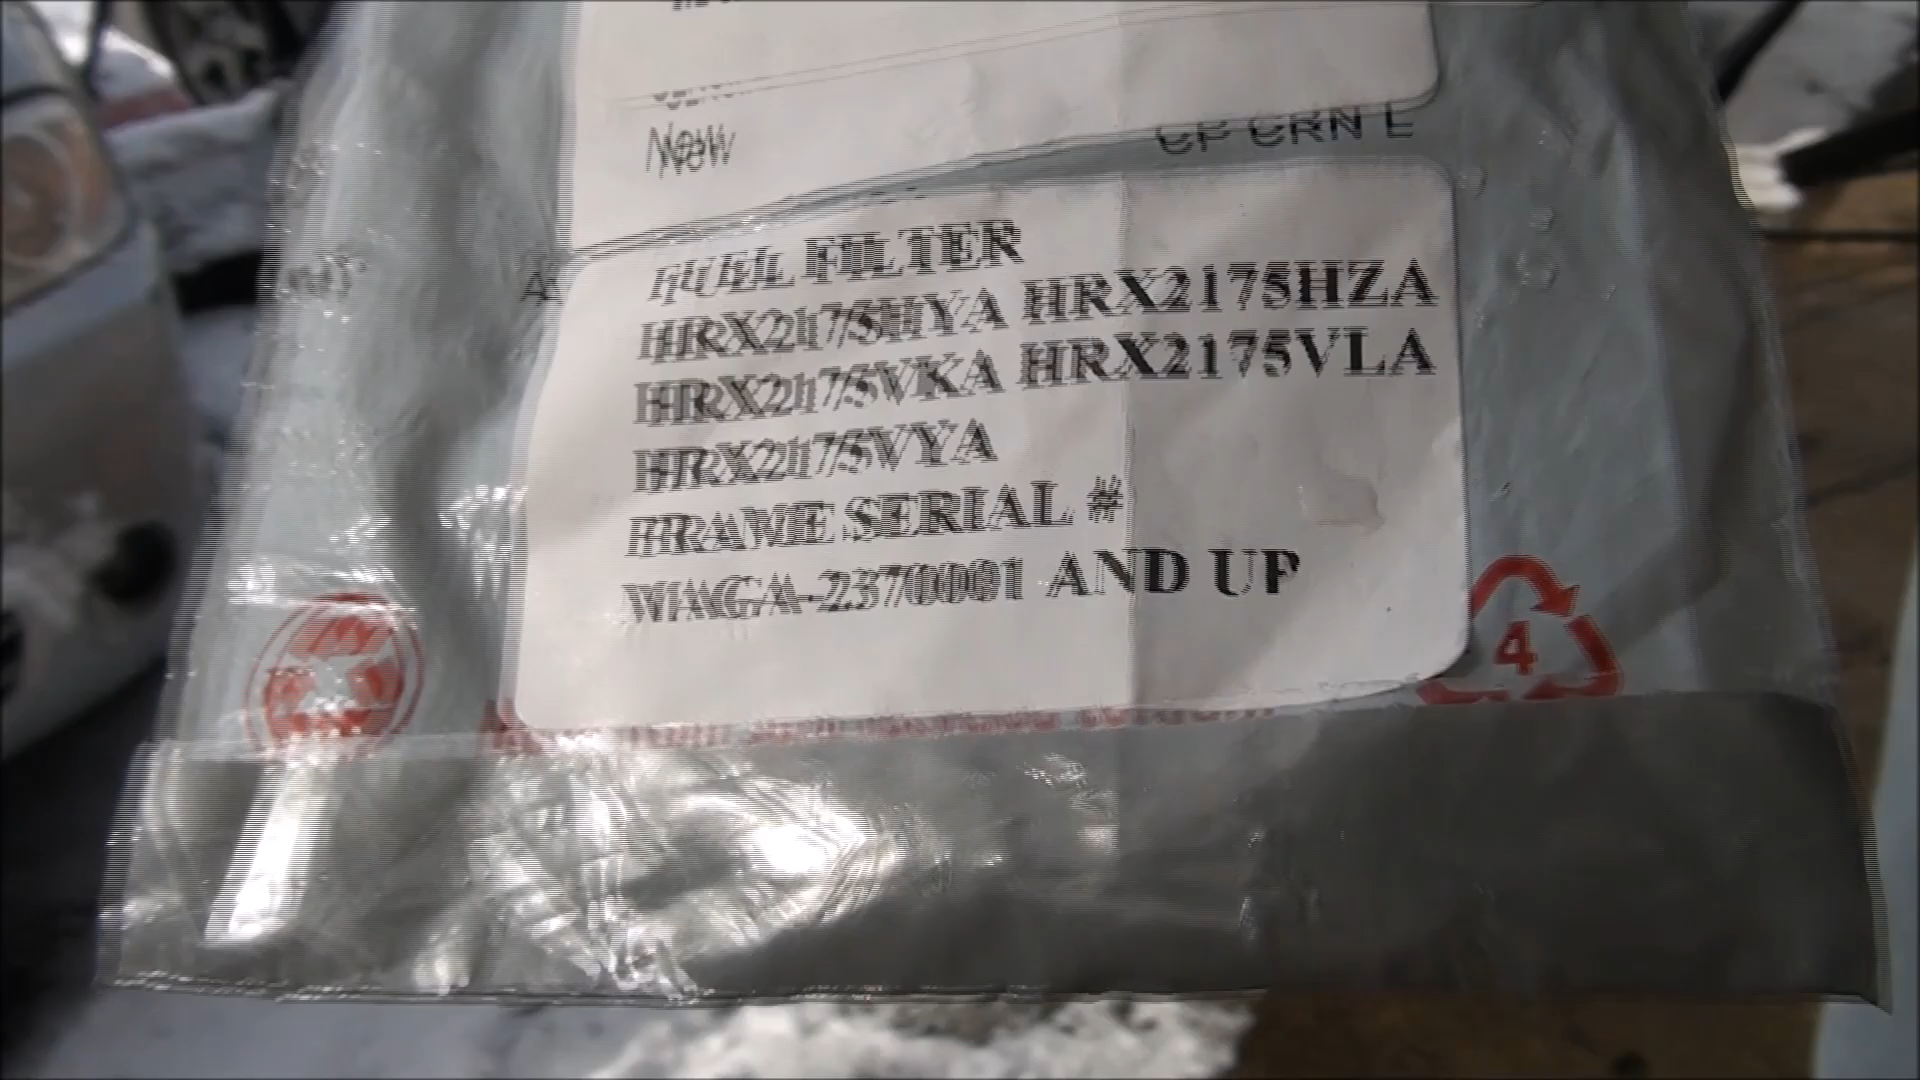 New
CP CRN L
FUEL FILTER
HRX2175HYA HRX2175HZA
HRX2175VKA HRX2175VLA
HRX2175VYA
FRAME SERIAL #
MAGA-2370001 AND UP
4